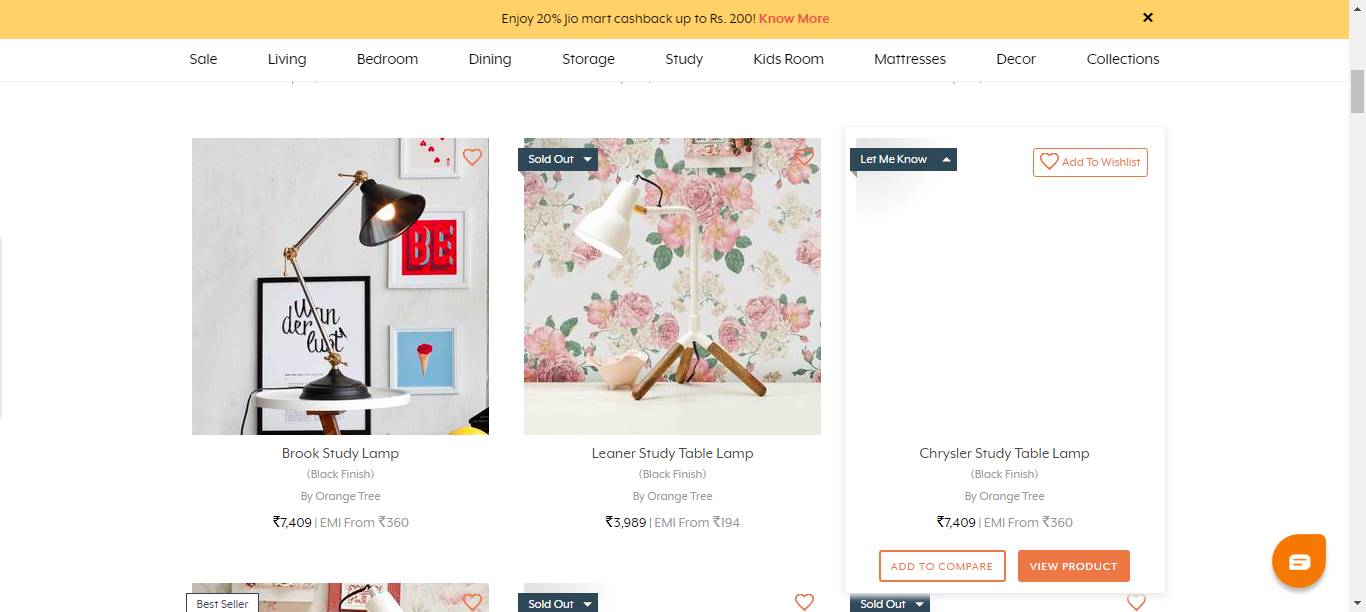 Enjoy 20% Jio mart cashback up to Rs. 200! Know More
Sale Living Bedroom Dining Storage Study Kids Room Mattresses Decor Collections
Sold Out
Let Me Know
Add To Wishlist
BE
Wan
der
lust
Brook Study Lamp
(Black Finish)
By Orange Tree
₹7,409 | EMI From ₹360
Leaner Study Table Lamp
(Black Finish)
By Orange Tree
₹3,989 | EMI From ₹194
Chrysler Study Table Lamp
(Black Finish)
By Orange Tree
₹7,409 | EMI From ₹360
ADD TO COMPARE
VIEW PRODUCT
Best Seller
Sold Out
Sold Out